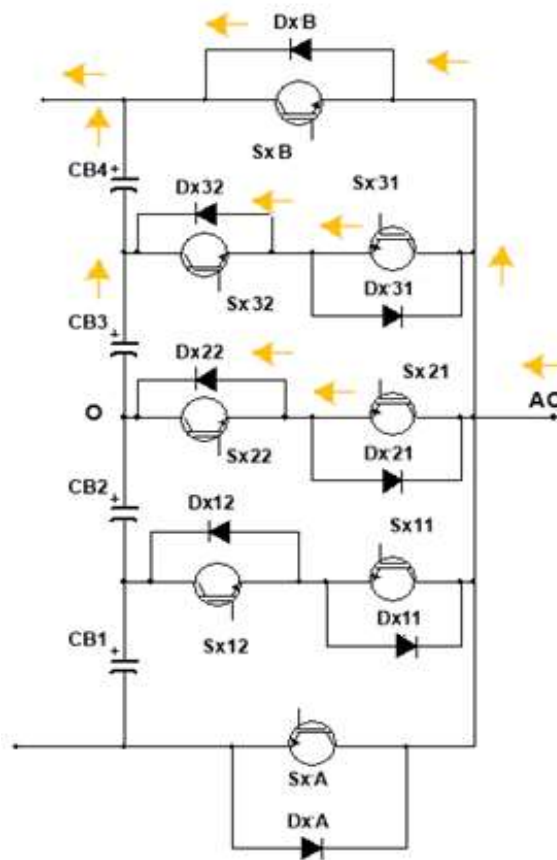 DxB
SxB
CB4 +
Dx32
Sx31
Sx32
Dx31
CB3 +
Dx22
Sx21
O
AC
Sx22
Dx21
CB2 +
Dx12
Sx11
Sx12
Dx11
CB1 +
SxA
DxA